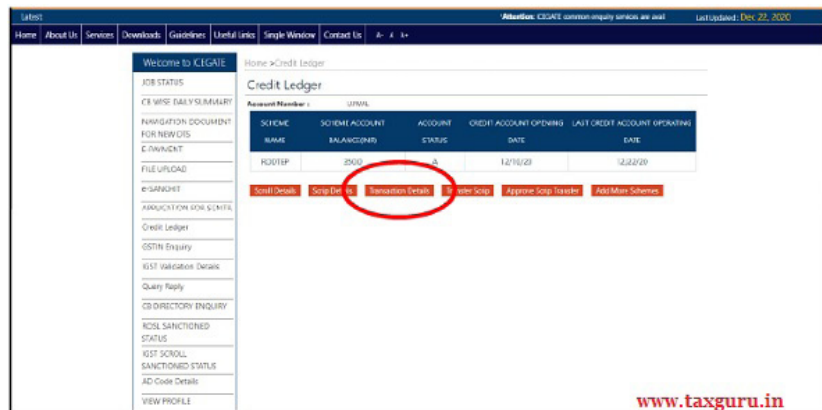 Latest
*Attention: ICEGATE common enquiry services are avail
Last Updated: Dec 22, 2020
Home About Us Services Downloads Guidelines Useful Links Single Window Contact Us A- A A+
Welcome to ICEGATE
JOB STATUS
CB WISE DAILY SUMMARY
NAVIGATION DOCUMENT
FOR NEW OTS
E-PAYMENT
FILE UPLOAD
e-SANCHIT
APPLICATION FOR SCMTR
Credit Ledger
GSTIN Enquiry
IGST Validation Details
Query Reply
CB DIRECTORY ENQUIRY
ROSL SANCTIONED
STATUS
IGST SCROLL
SANCTIONED STATUS
AD Code Details
VIEW PROFILE
Home >Credit Ledger
Credit Ledger
Account Number :
SCHEME NAME
SCHEME ACCOUNT BALANCE(INR)
ACCOUNT STATUS
CREDIT ACCOUNT OPENING DATE
LAST CREDIT ACCOUNT OPERATING DATE
RODTEP 3500 A 12/10/20 12/22/20
Scroll Details Scrip Details Transaction Details Transfer Scrip Approve Scrip Transfer Add More Schemes
www.taxguru.in